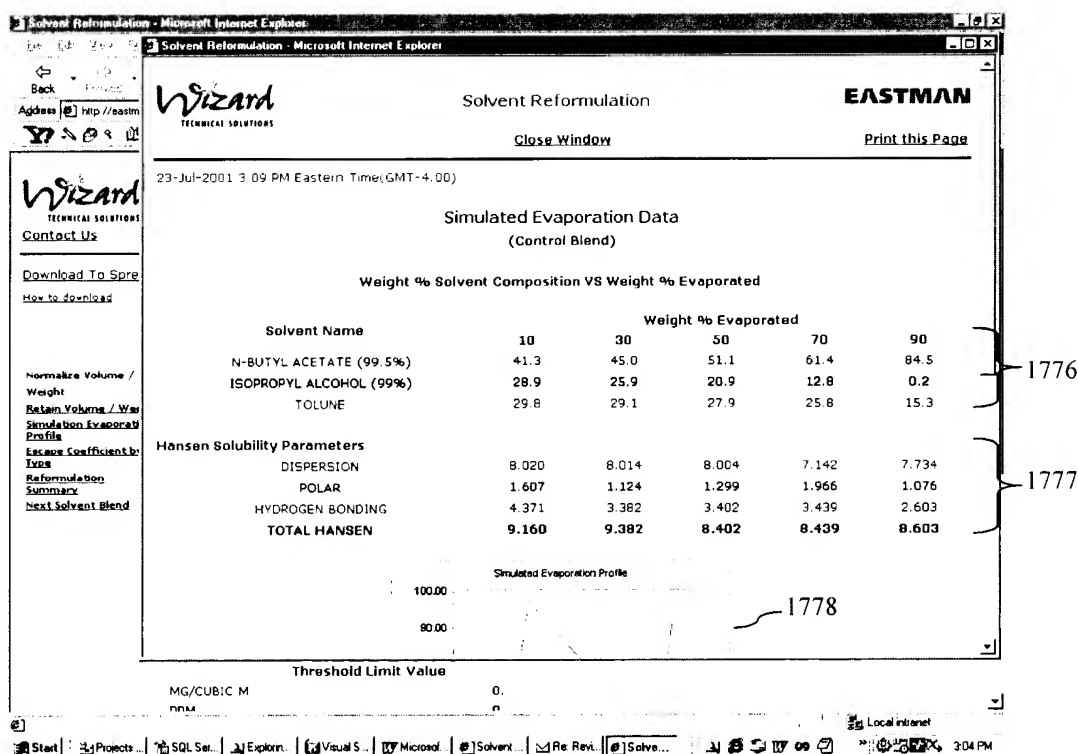 Solvent Reformulation - Microsoft Internet Explorer
Solvent Reformulation - Microsoft Internet Explorer
Back
Address http //eastm
Wizard
TECHNICAL SOLUTIONS
Contact Us
Download To Spre
How to download
Normalize Volume /
Weight
Retain Volume / Wei
Simulation Evaporati
Profile
Escape Coefficient by
Type
Reformulation
Summary
Next Solvent Blend
Wizard
TECHNICAL SOLUTIONS
Solvent Reformulation
EASTMAN
Close Window
Print this Page
23-Jul-2001 3.09 PM Eastern Time(GMT-4.00)
Simulated Evaporation Data
(Control Blend)
Weight % Solvent Composition VS Weight % Evaporated
Solvent Name Weight % Evaporated
10 30 50 70 90
N-BUTYL ACETATE (99.5%) 41.3 45.0 51.1 61.4 84.5
ISOPROPYL ALCOHOL (99%) 28.9 25.9 20.9 12.8 0.2
TOLUNE 29.8 29.1 27.9 25.8 15.3
1776
Hansen Solubility Parameters
DISPERSION 8.020 8.014 8.004 7.142 7.734
POLAR 1.607 1.124 1.299 1.966 1.076
HYDROGEN BONDING 4.371 3.382 3.402 3.439 2.603
TOTAL HANSEN 9.160 9.382 8.402 8.439 8.603
1777
Simulated Evaporation Profile
100.00
90.00
1778
Threshold Limit Value
MG/CUBIC M 0.
Local intranet
Start Projects ... SQL Ser... Explorin... Visual S... Microsof... Solvent ... Re: Revi.. Solve... 3:04 PM